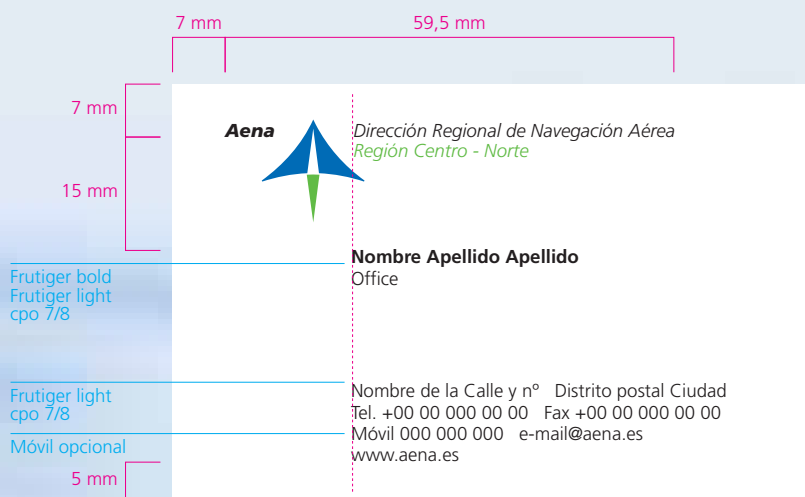 7 mm
59,5 mm
7 mm
Aena
Dirección Regional de Navegación Aérea
Región Centro - Norte
15 mm
Nombre Apellido Apellido
Office
Frutiger bold
Frutiger light
cpo 7/8
Nombre de la Calle y nº Distrito postal Ciudad
Tel. +00 00 000 00 00 Fax +00 00 000 00 00
Móvil 000 000 000 e-mail@aena.es
www.aena.es
Frutiger light
cpo 7/8
Móvil opcional
5 mm